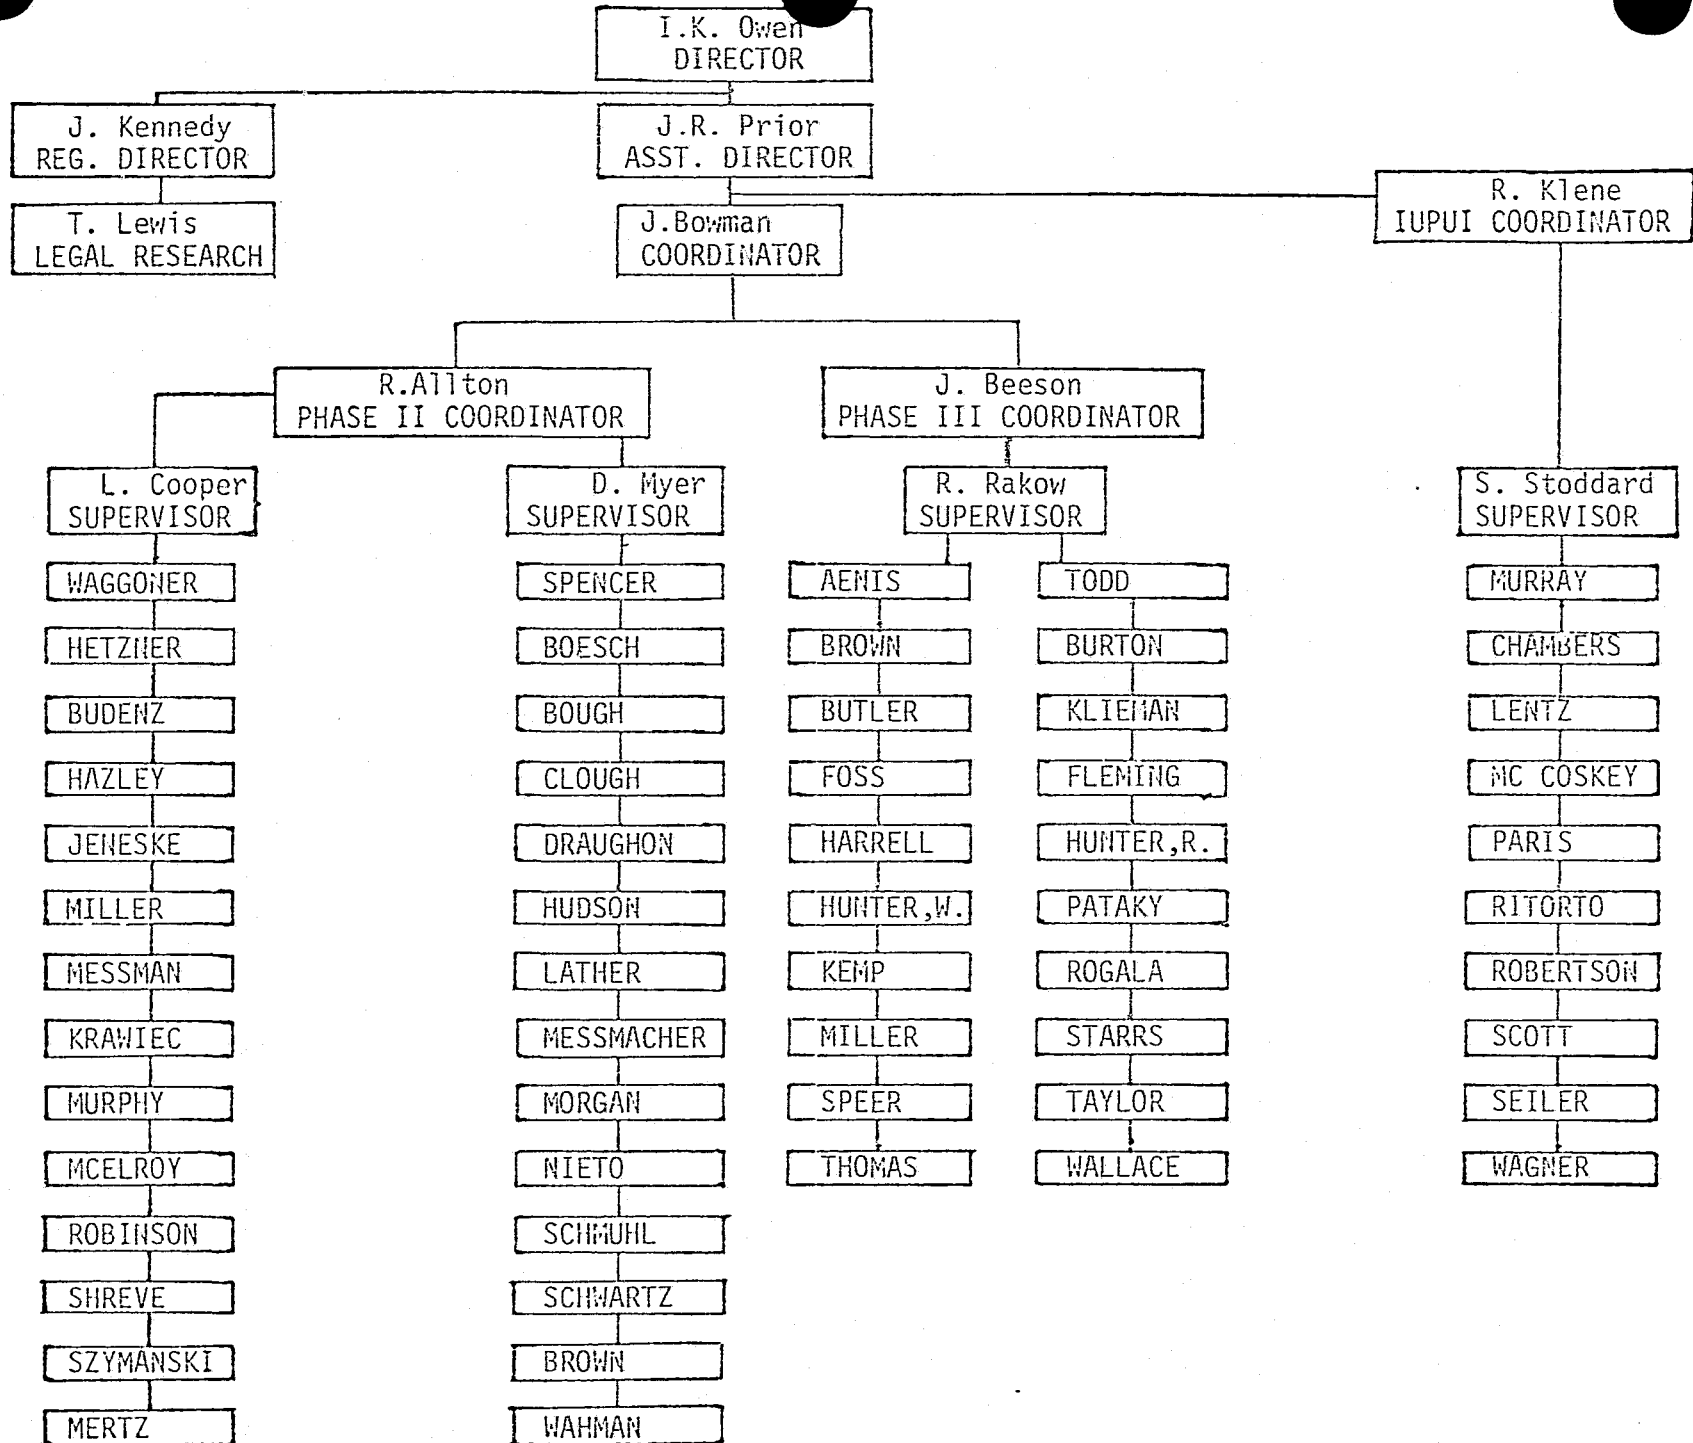 I.K. Owen
DIRECTOR
J. Kennedy
REG. DIRECTOR
J.R. Prior
ASST. DIRECTOR
R. Klene
IUPUI COORDINATOR
T. Lewis
LEGAL RESEARCH
J.Bowman
COORDINATOR
R.Allton
PHASE II COORDINATOR
J. Beeson
PHASE III COORDINATOR
L. Cooper
SUPERVISOR
D. Myer
SUPERVISOR
R. Rakow
SUPERVISOR
S. Stoddard
SUPERVISOR
WAGGONER
HETZNER
BUDENZ
HAZLEY
JENESKE
MILLER
MESSMAN
KRAWIEC
MURPHY
MCELROY
ROBINSON
SHREVE
SZYMANSKI
MERTZ
SPENCER
BOESCH
BOUGH
CLOUGH
DRAUGHON
HUDSON
LATHER
MESSMACHER
MORGAN
NIETO
SCHMUHL
SCHWARTZ
BROWN
WAHMAN
AENIS
BROWN
BUTLER
FOSS
HARRELL
HUNTER,W.
KEMP
MILLER
SPEER
THOMAS
TODD
BURTON
KLIEMAN
FLEMING
HUNTER,R.
PATAKY
ROGALA
STARRS
TAYLOR
WALLACE
MURRAY
CHAMBERS
LENTZ
MC COSKEY
PARIS
RITORTO
ROBERTSON
SCOTT
SEILER
WAGNER